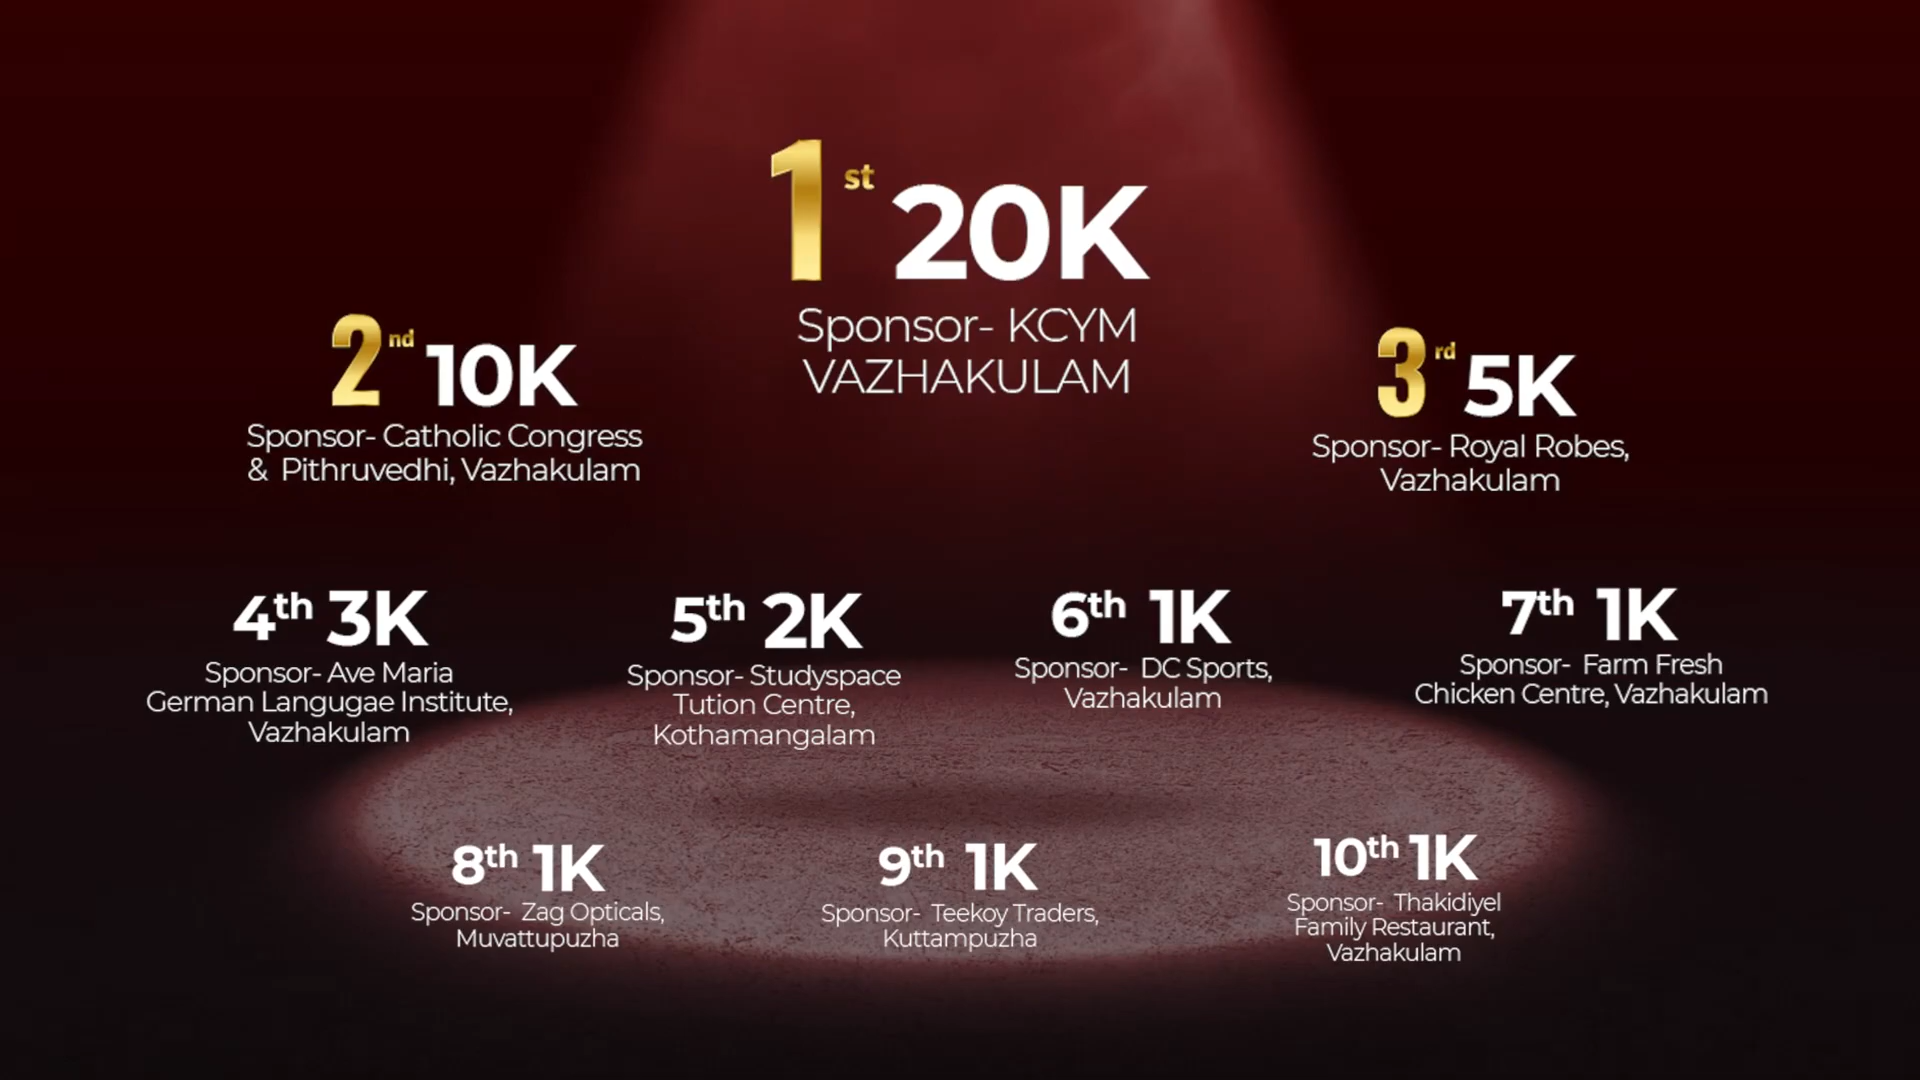 1st 20K
Sponsor- KCYM
VAZHAKULAM
2nd 10K
Sponsor- Catholic Congress
& Pithruvedhi, Vazhakulam
3rd 5K
Sponsor- Royal Robes,
Vazhakulam
4th 3K
Sponsor- Ave Maria
German Langugae Institute,
Vazhakulam
5th 2K
Sponsor- Studyspace
Tution Centre,
Kothamangalam
6th 1K
Sponsor- DC Sports,
Vazhakulam
7th 1K
Sponsor- Farm Fresh
Chicken Centre, Vazhakulam
8th 1K
Sponsor- Zag Opticals,
Muvattupuzha
9th 1K
Sponsor- Teekoy Traders,
Kuttampuzha
10th 1K
Sponsor- Thakidiyel
Family Restaurant,
Vazhakulam